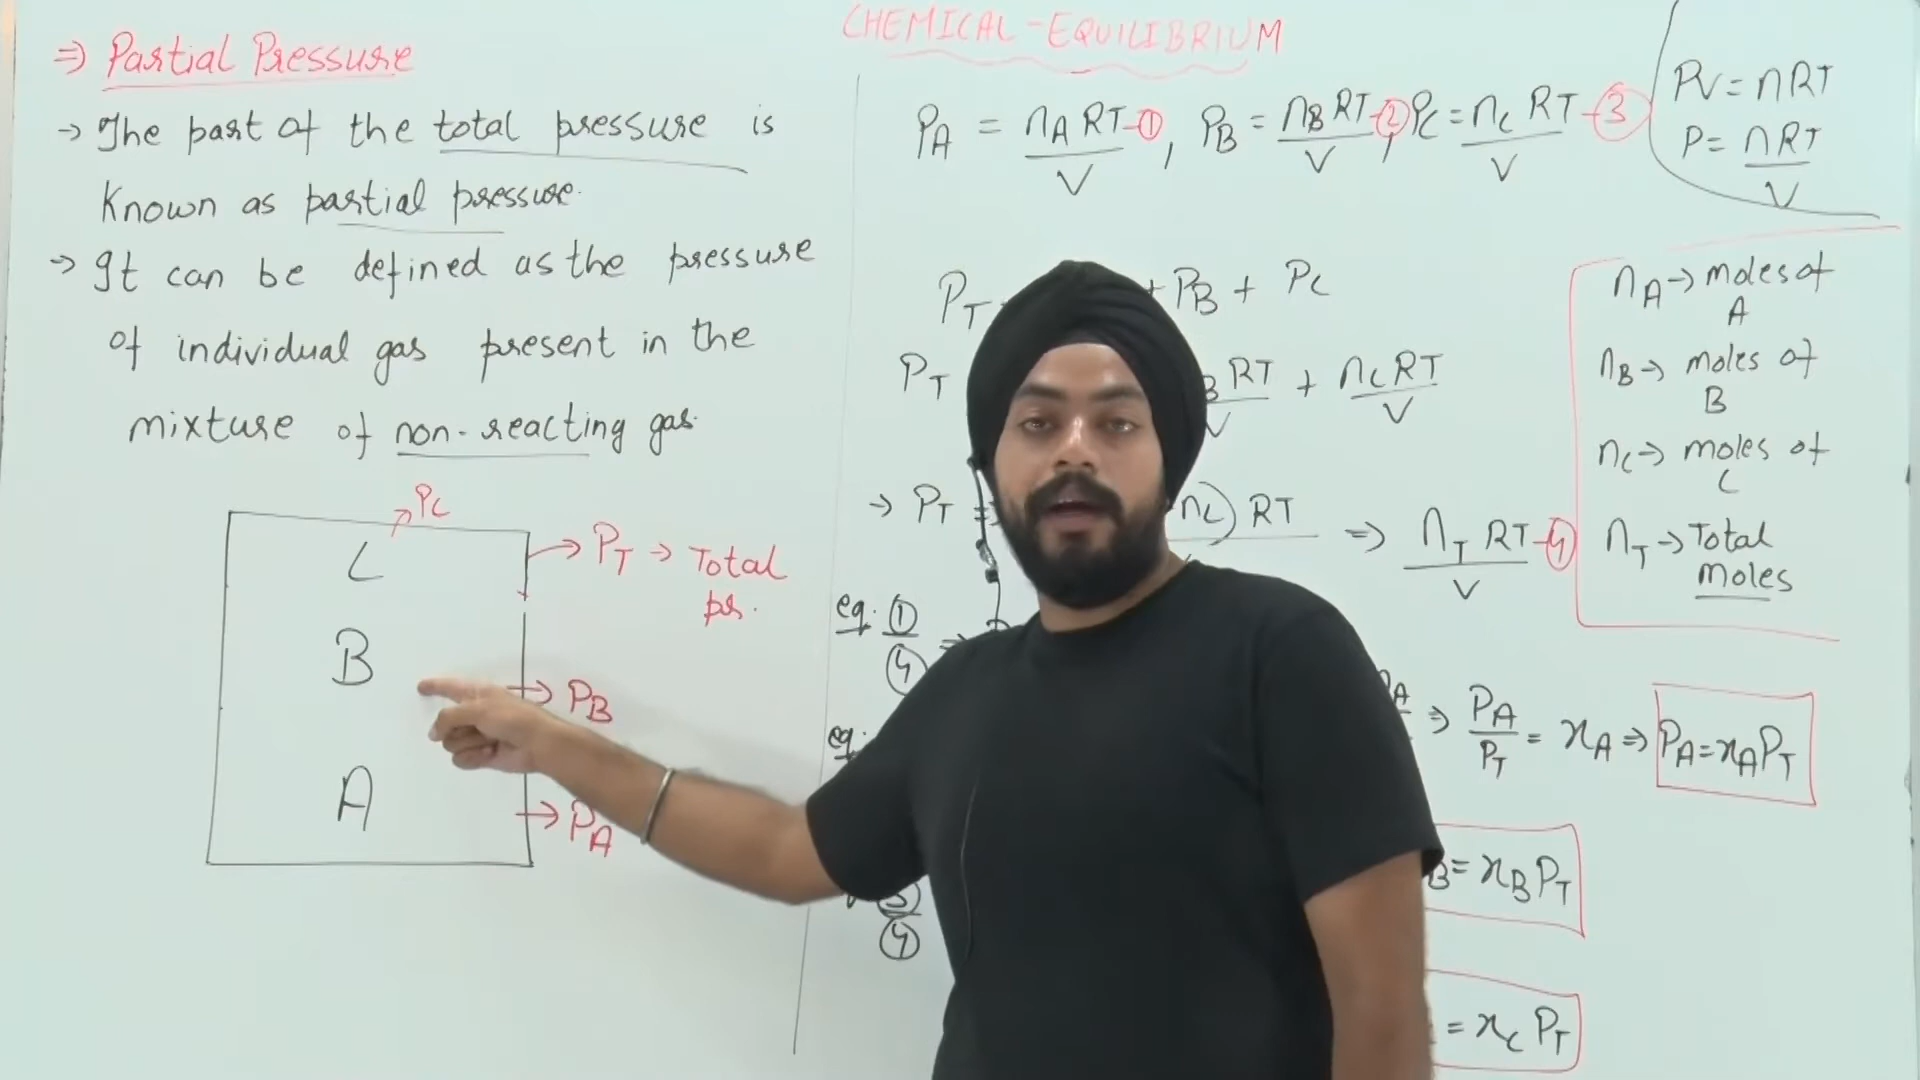 CHEMICAL-EQUILIBRIUM
⇒ Partial Pressure
→ The part of the total pressure is
known as partial pressure.
→ It can be defined as the pressure
of individual gas present in the
mixture of non-reacting gas.
Pc
C
B
A
→ PT → Total
pr.
→ PB
→ PA
PA = nA RT/V ①, PB = nB RT/V ②, PC = nC RT/V ③
PV = nRT
P = nRT/V
PT + PB + PC
PT B RT/V + nC RT/V
→ PT = nC) RT ⇒ nT RT/V ④
nA → moles of
A
nB → moles of
B
nC → moles of
C
nT → Total
moles
eq. ①/④ ⇒
⇒ PA/PT = xA ⇒ PA = xA PT
eq.
B = xB PT
④
= xC PT